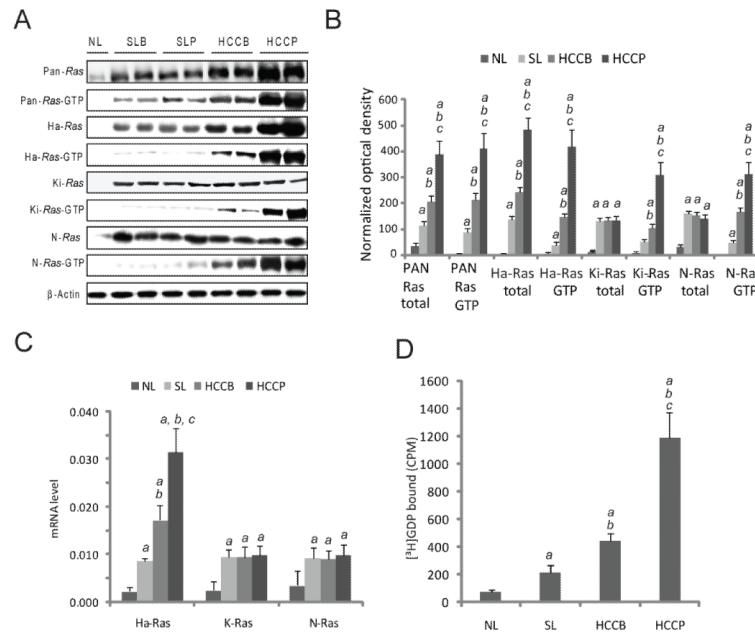 A
NL SLB SLP HCCB HCCP
Pan-Ras
Pan-Ras-GTP
Ha-Ras
Ha-Ras-GTP
Ki-Ras
Ki-Ras-GTP
N-Ras
N-Ras-GTP
β-Actin
B
NL SL HCCB HCCP
Normalized optical density
600
500
400
300
200
100
0
a
a b
a b c
a
a b
a b c
a
a b
a b c
a
a b
a b c
a a a
a
a b
a b c
a a a
a
a b
a b c
PAN Ras total
PAN Ras GTP
Ha-Ras total
Ha-Ras GTP
Ki-Ras total
Ki-Ras GTP
N-Ras total
N-Ras GTP
C
NL SL HCCB HCCP
mRNA level
0.040
0.030
0.020
0.010
0.000
a
a b
a, b, c
a a a
a a a
Ha-Ras K-Ras N-Ras
D
[³H]GDP bound (CPM)
1600
1400
1200
1000
800
600
400
200
0
a
a b
a b c
NL SL HCCB HCCP